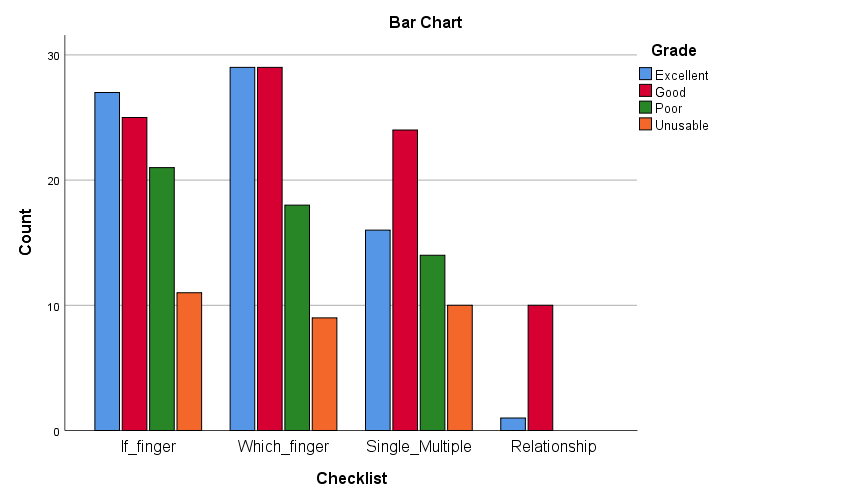 Bar Chart
Grade
Excellent
Good
Poor
Unusable
Count
30
20
10
0
If_finger
Which_finger
Single_Multiple
Relationship
Checklist